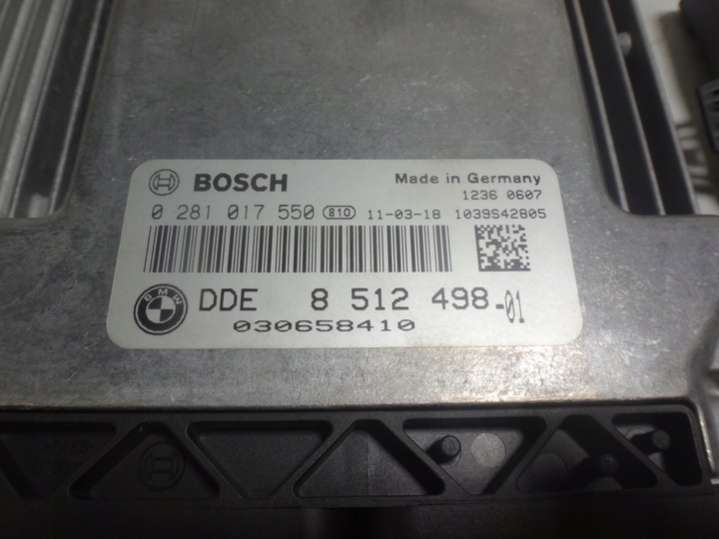 BOSCH
Made in Germany
1236 0607
0 281 017 550 810 11-03-18 1039S42805
BMW DDE 8 512 498-01
030658410